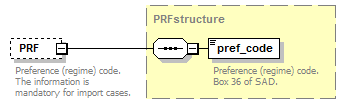 PRFstructure
PRF
pref_code
Preference (regime) code.
The information is
mandatory for import cases.
Preference (regime) code.
Box 36 of SAD.